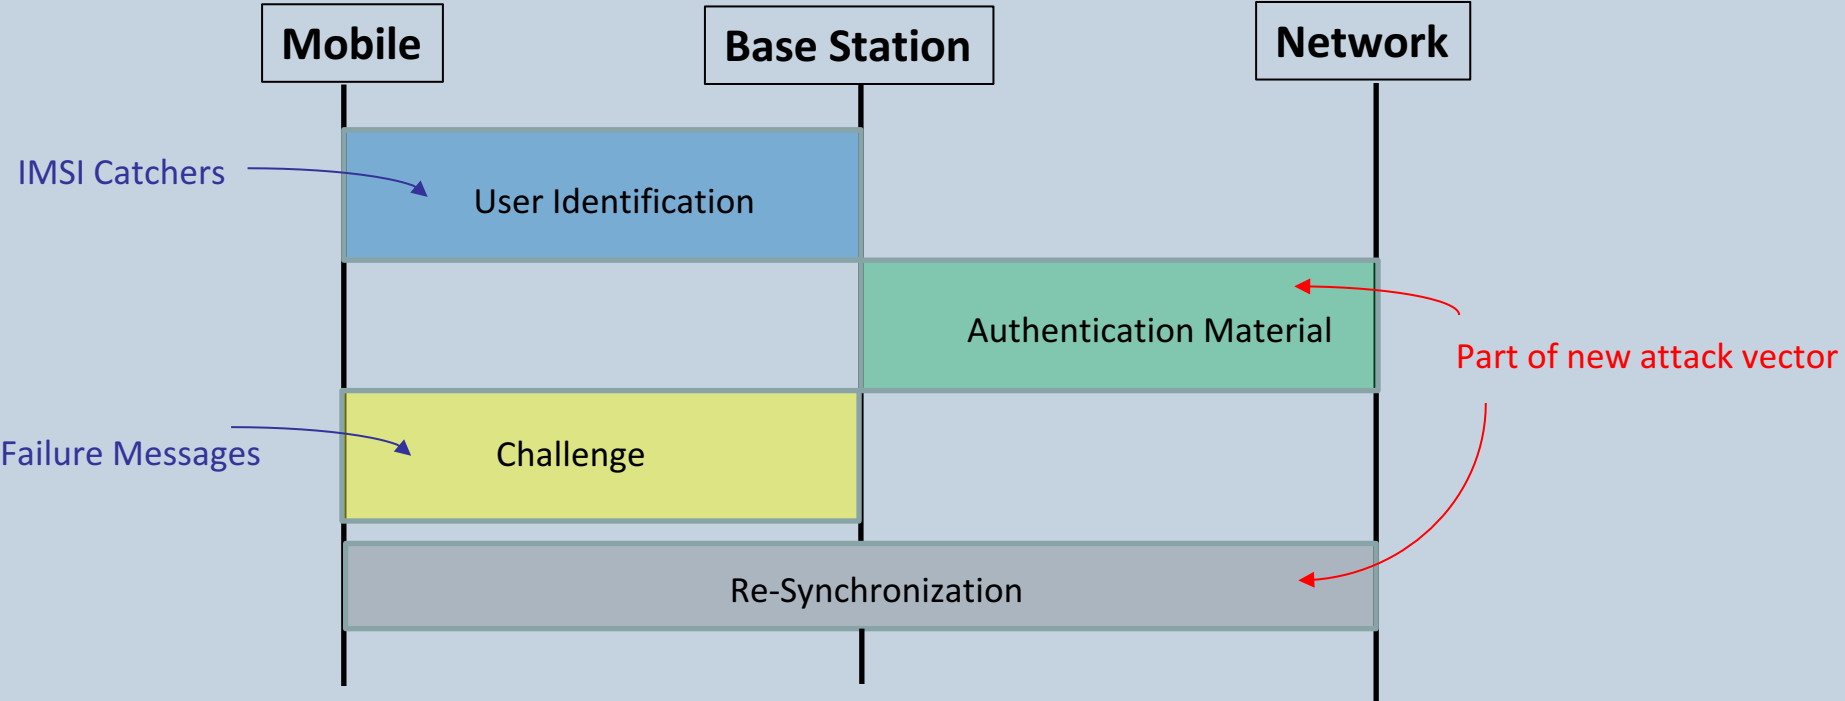 Mobile
Base Station
Network
IMSI Catchers
User Identification
Authentication Material
Part of new attack vector
Failure Messages
Challenge
Re-Synchronization